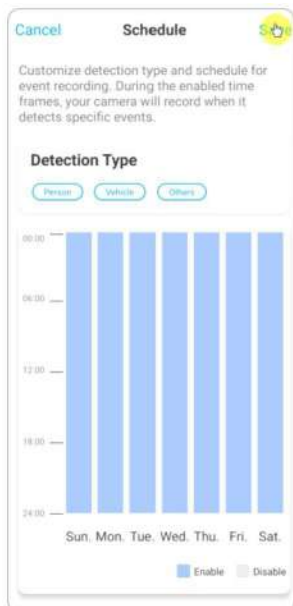 Cancel Schedule
Customize detection type and schedule for
event recording. During the enabled time
frames, your camera will record when it
detects specific events.
Detection Type
Person Vehicle Others
00:00
06:00
12:00
18:00
24:00
Sun. Mon. Tue. Wed. Thu. Fri. Sat.
Enable Disable